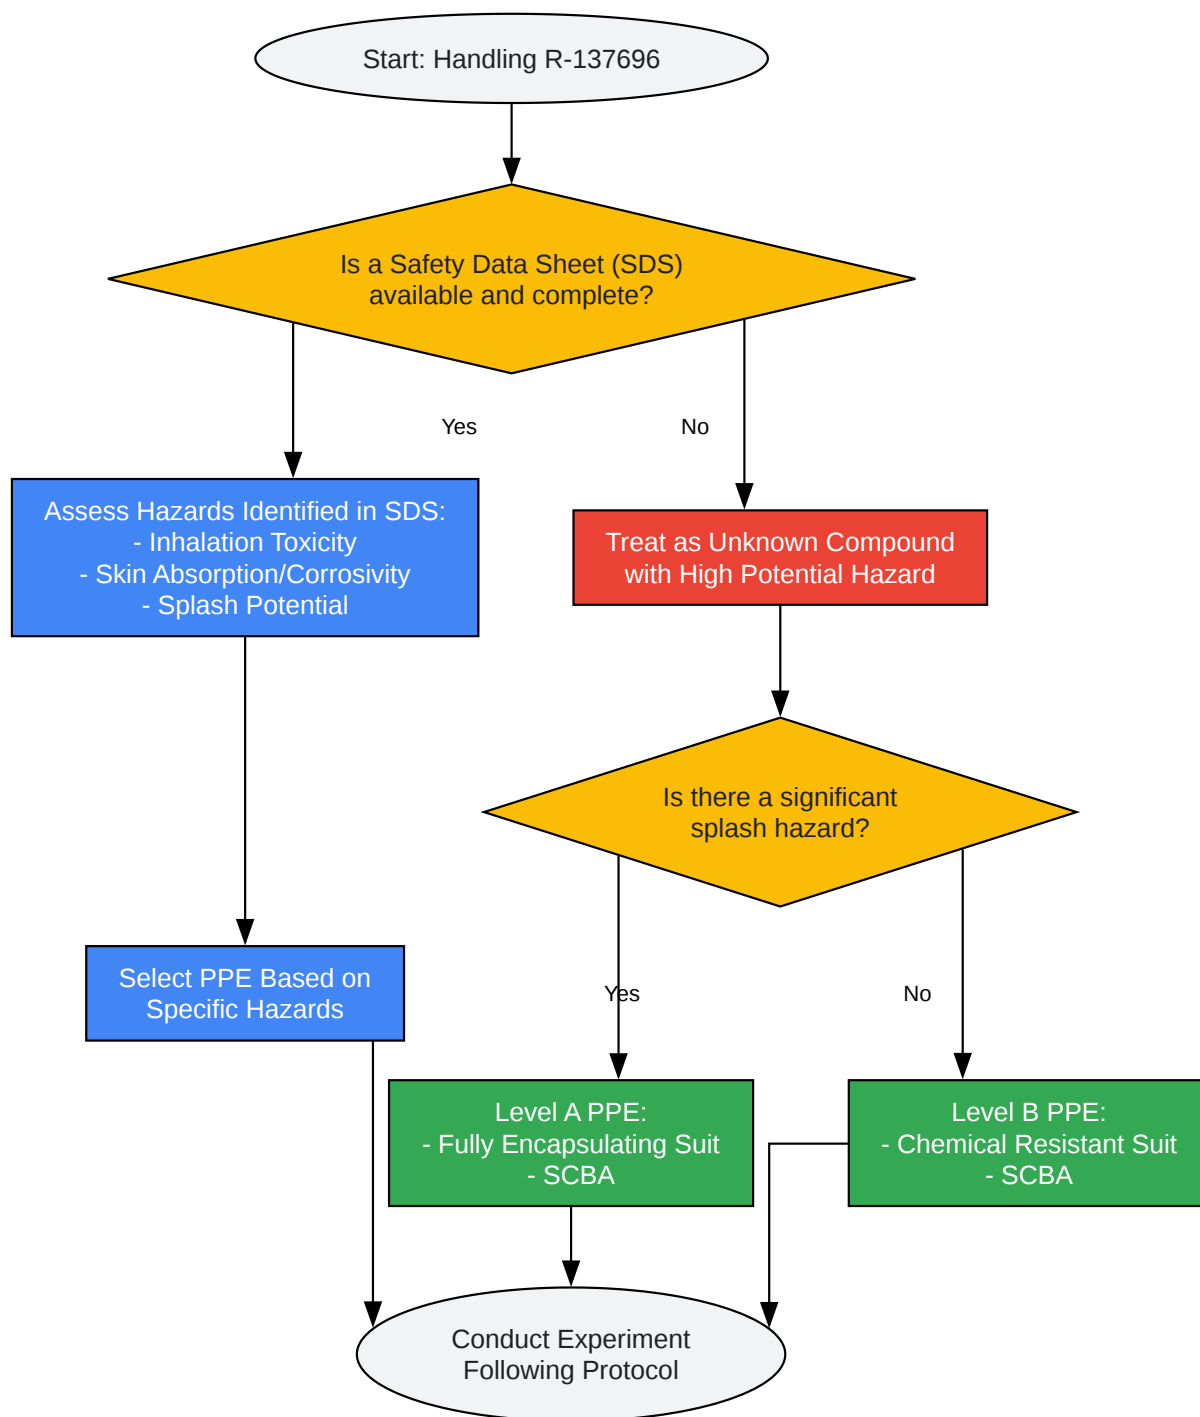 Start: Handling R-137696
Is a Safety Data Sheet (SDS)
available and complete?
Yes
No
Assess Hazards Identified in SDS:
- Inhalation Toxicity
- Skin Absorption/Corrosivity
- Splash Potential
Treat as Unknown Compound
with High Potential Hazard
Is there a significant
splash hazard?
Select PPE Based on
Specific Hazards
Yes
No
Level A PPE:
- Fully Encapsulating Suit
- SCBA
Level B PPE:
- Chemical Resistant Suit
- SCBA
Conduct Experiment
Following Protocol